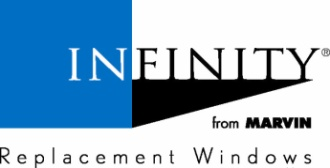 INFINITY®
from MARVIN
Replacement Windows